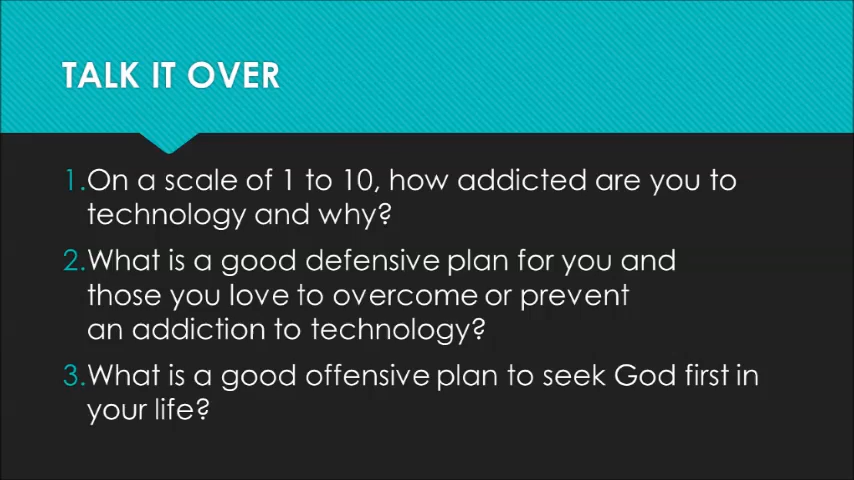 TALK IT OVER
1.On a scale of 1 to 10, how addicted are you to
technology and why?
2.What is a good defensive plan for you and
those you love to overcome or prevent
an addiction to technology?
3.What is a good offensive plan to seek God first in
your life?